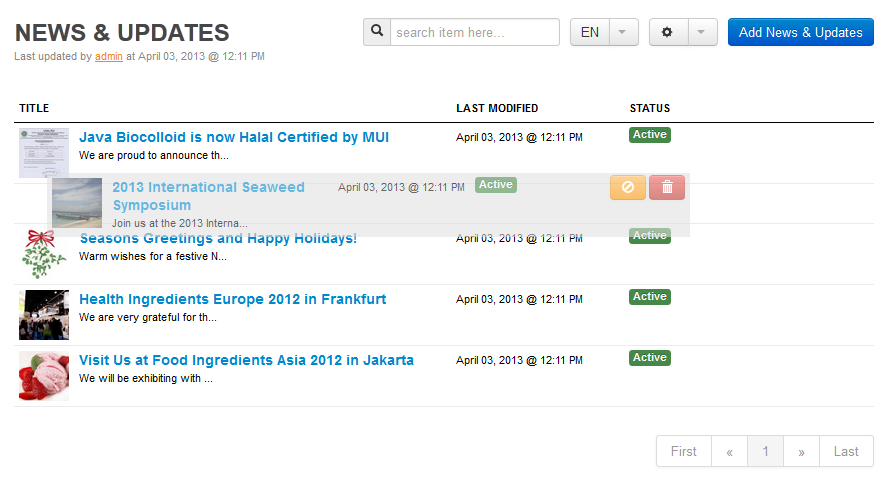 NEWS & UPDATES
search item here...
EN
Add News & Updates
Last updated by admin at April 03, 2013 @ 12:11 PM
TITLE LAST MODIFIED STATUS
Java Biocolloid is now Halal Certified by MUI April 03, 2013 @ 12:11 PM Active
We are proud to announce th...
2013 International Seaweed April 03, 2013 @ 12:11 PM Active
Symposium
Join us at the 2013 Interna...
Seasons Greetings and Happy Holidays! April 03, 2013 @ 12:11 PM Active
Warm wishes for a festive N...
Health Ingredients Europe 2012 in Frankfurt April 03, 2013 @ 12:11 PM Active
We are very grateful for th...
Visit Us at Food Ingredients Asia 2012 in Jakarta April 03, 2013 @ 12:11 PM Active
We will be exhibiting with ...
First « 1 » Last